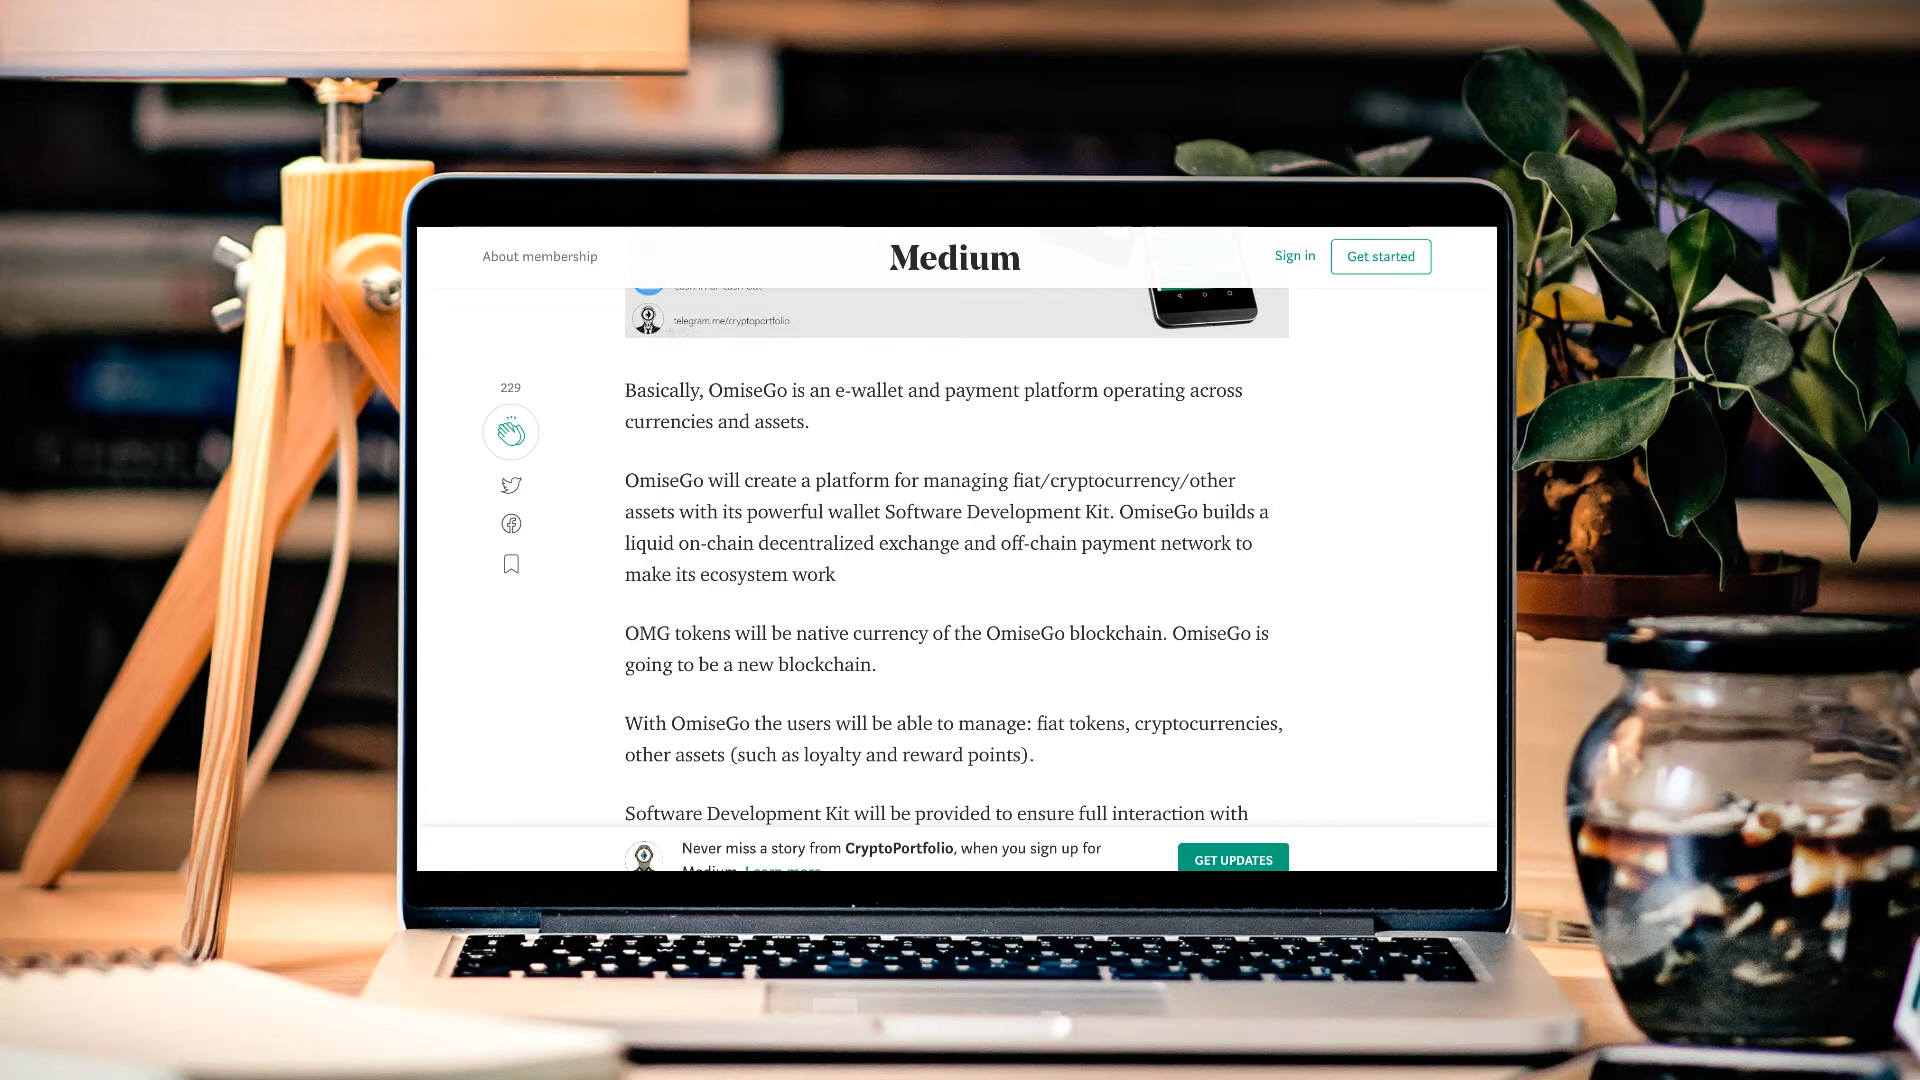 About membership
Medium
Sign in
Get started
telegram.me/cryptoportfolio
229
Basically, OmiseGo is an e-wallet and payment platform operating across
currencies and assets.
OmiseGo will create a platform for managing fiat/cryptocurrency/other
assets with its powerful wallet Software Development Kit. OmiseGo builds a
liquid on-chain decentralized exchange and off-chain payment network to
make its ecosystem work
OMG tokens will be native currency of the OmiseGo blockchain. OmiseGo is
going to be a new blockchain.
With OmiseGo the users will be able to manage: fiat tokens, cryptocurrencies,
other assets (such as loyalty and reward points).
Software Development Kit will be provided to ensure full interaction with
Never miss a story from CryptoPortfolio, when you sign up for
Medium. Learn more
GET UPDATES